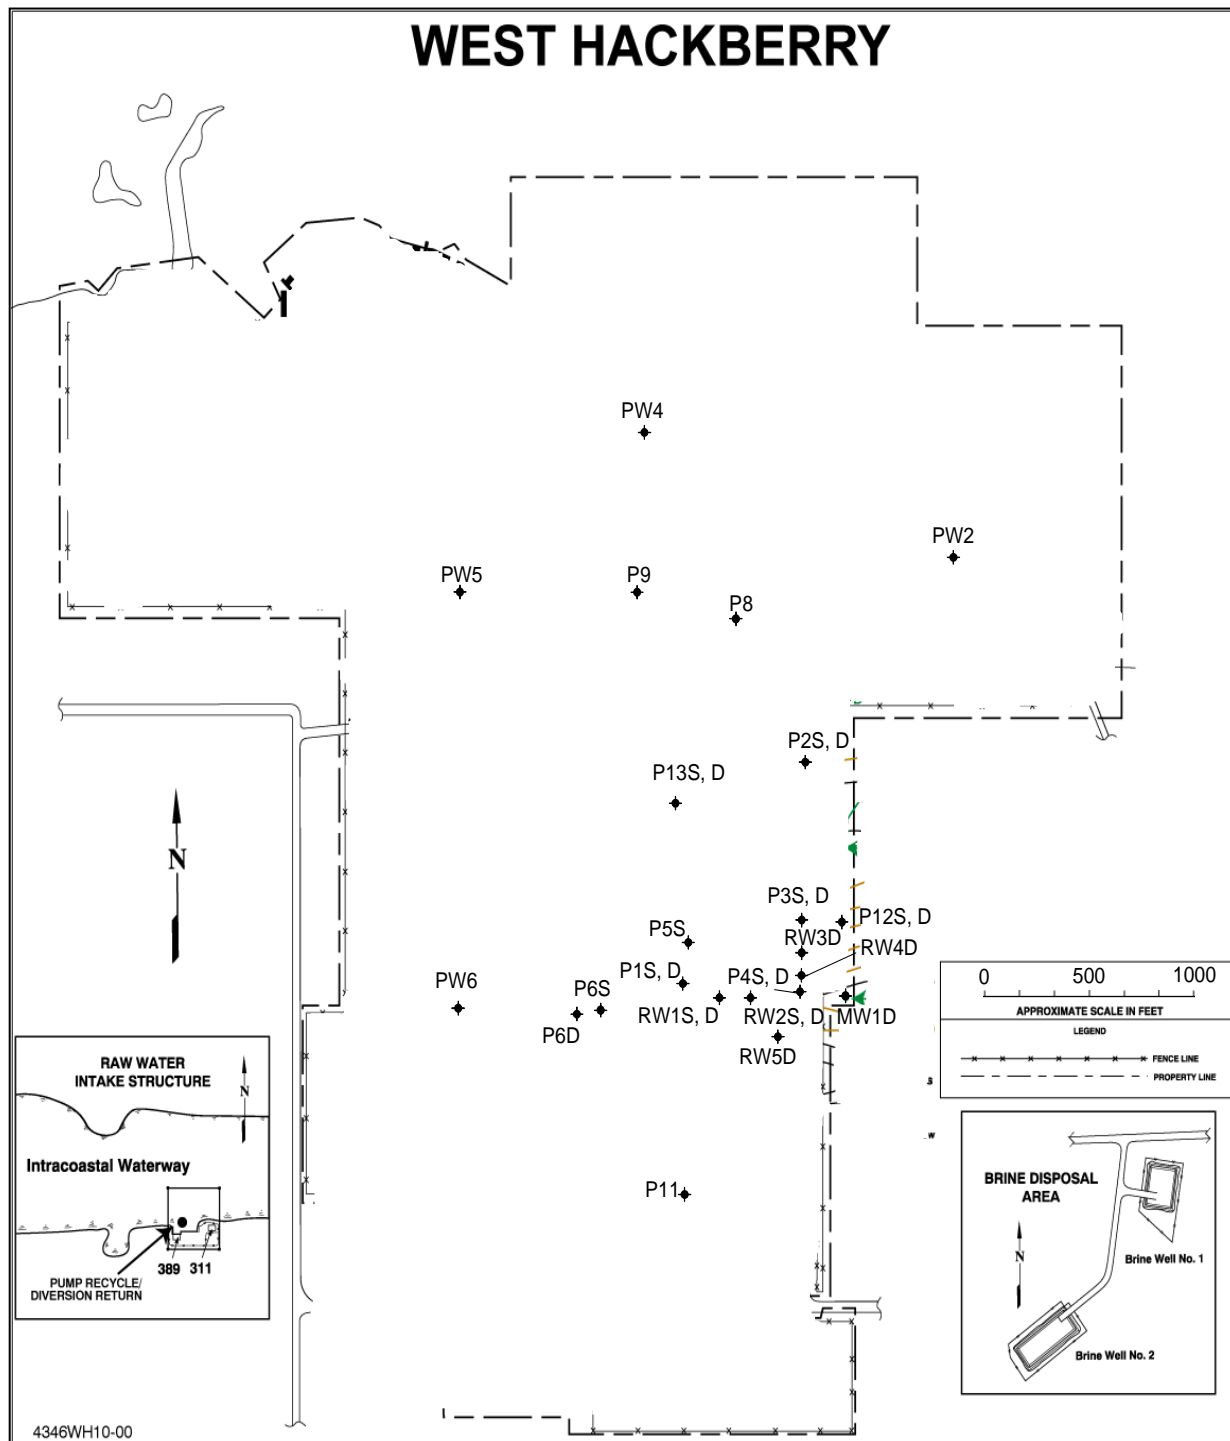 WEST HACKBERRY
PW4
PW2
PW5
P9
P8
P2S, D
P13S, D
P3S, D
P12S, D
P5S
RW3D
RW4D
P1S, D
P4S, D
PW6
P6S
RW1S, D
RW2S, D
MW1D
P6D
RW5D
P11
N
0 500 1000
APPROXIMATE SCALE IN FEET
LEGEND
FENCE LINE
PROPERTY LINE
RAW WATER
INTAKE STRUCTURE
N
Intracoastal Waterway
389 311
PUMP RECYCLE/
DIVERSION RETURN
BRINE DISPOSAL
AREA
N
Brine Well No. 1
Brine Well No. 2
4346WH10-00